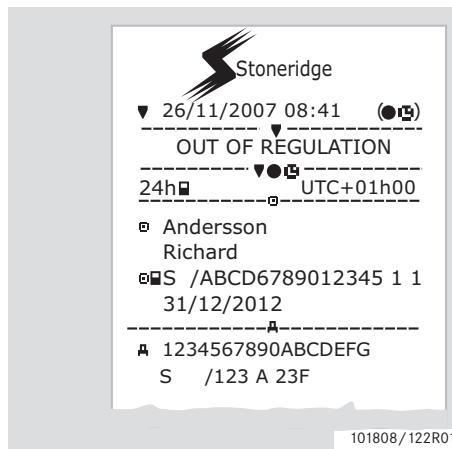 Stoneridge
26/11/2007 08:41 ( )
OUT OF REGULATION
24h UTC+01h00
Andersson
Richard
S /ABCD6789012345 1 1
31/12/2012
1234567890ABCDEFG
S /123 A 23F
101808/122R01